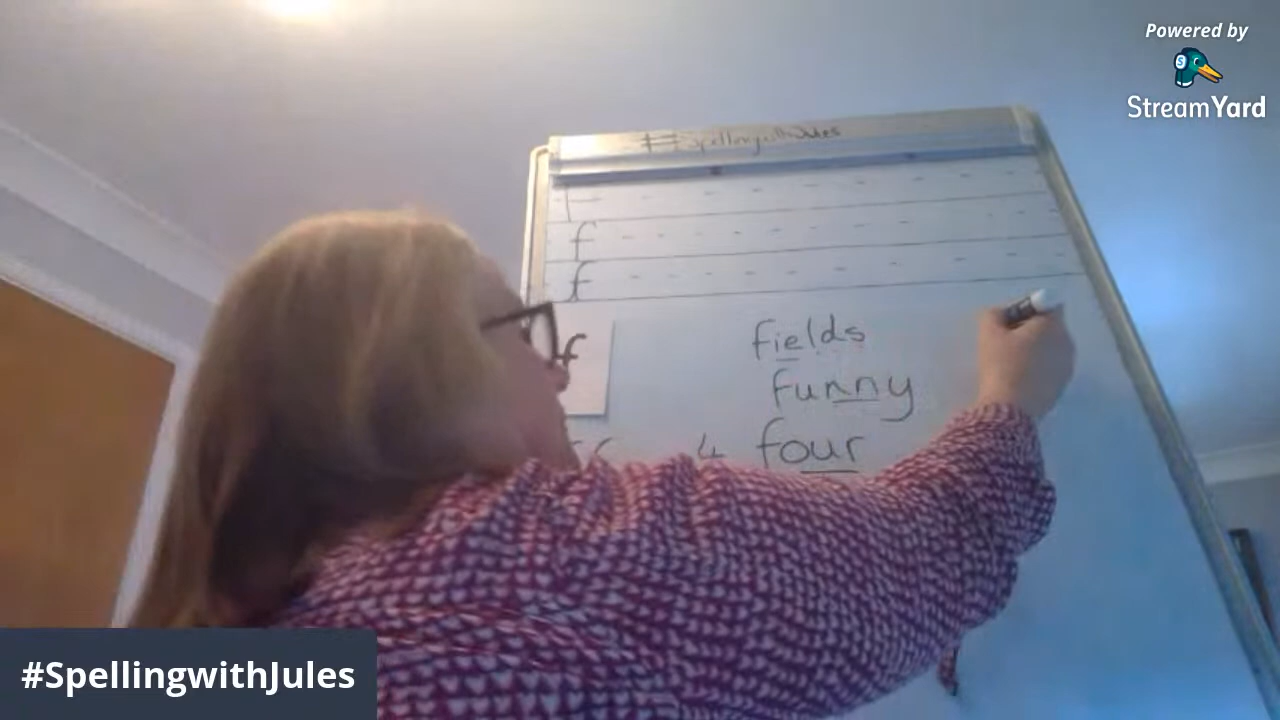 Powered by
StreamYard
#SpellingwithJules
f
f
f
f
fields
funny
4 four
#SpellingwithJules